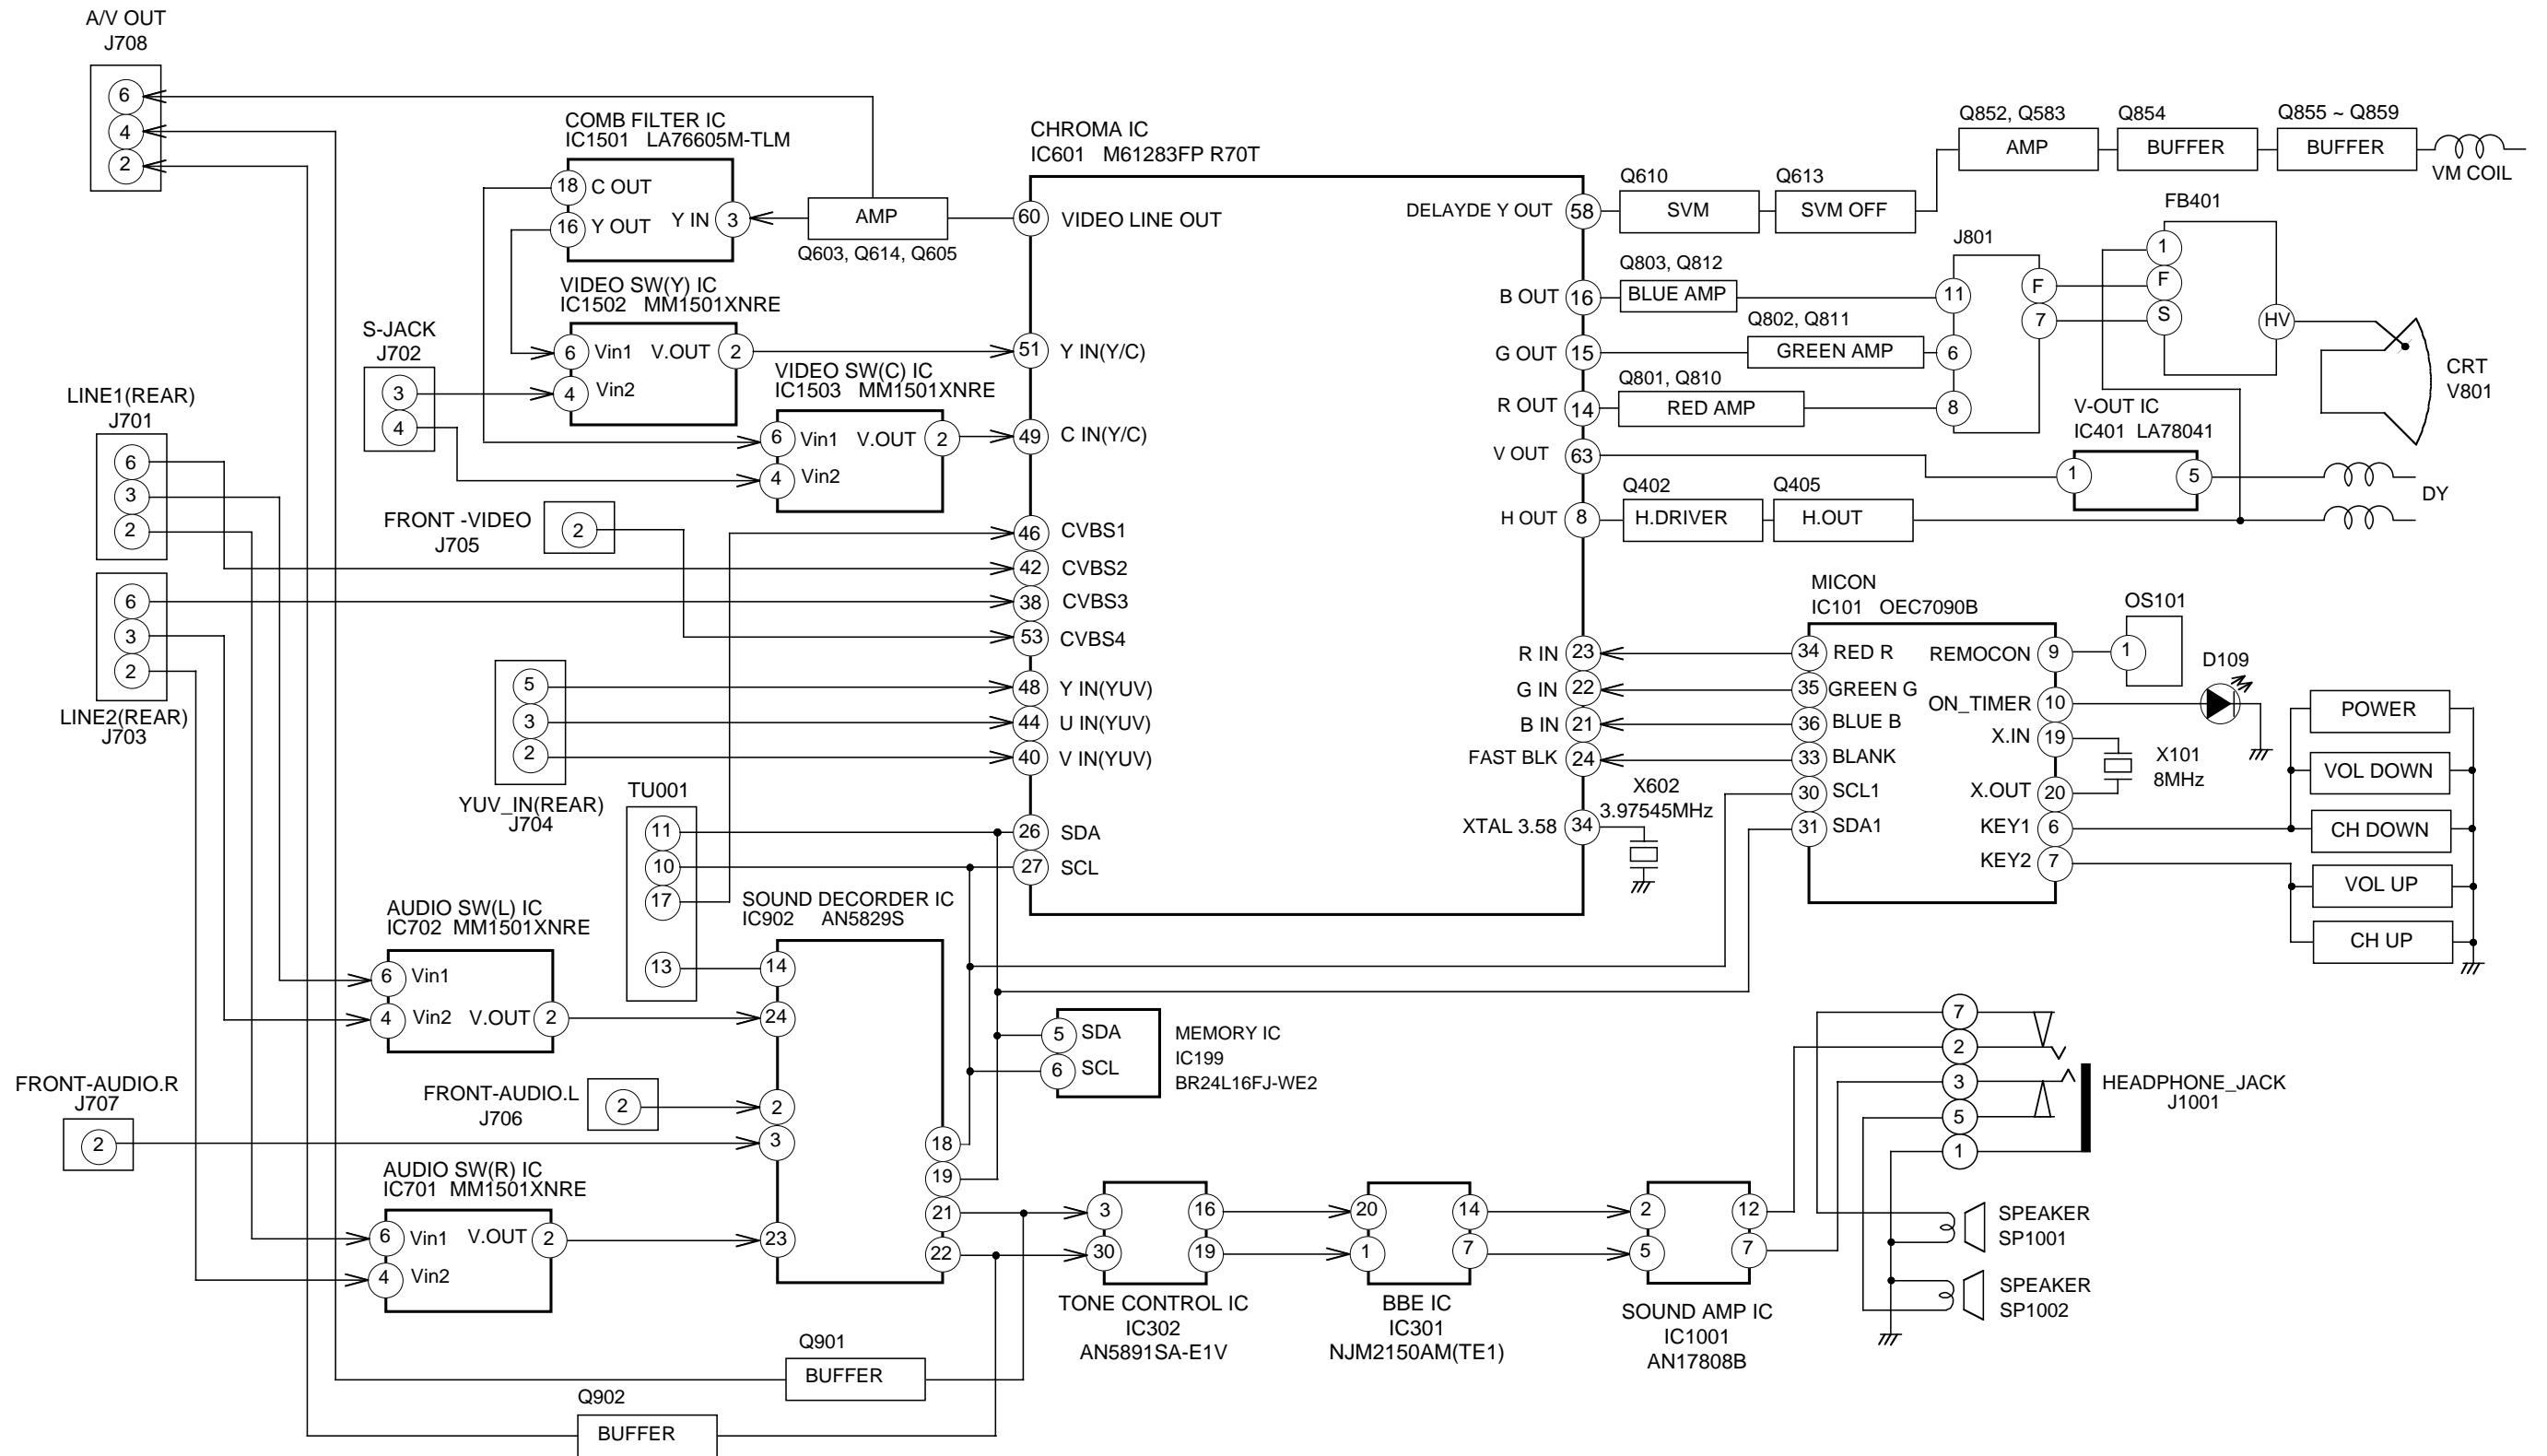 A/V OUT
J708
6
4
2
COMB FILTER IC
IC1501 LA76605M-TLM
18 C OUT
16 Y OUT
Y IN 3
AMP
Q603, Q614, Q605
VIDEO SW(Y) IC
IC1502 MM1501XNRE
6 Vin1 V.OUT 2
4 Vin2
S-JACK
J702
3
4
VIDEO SW(C) IC
IC1503 MM1501XNRE
6 Vin1 V.OUT 2
4 Vin2
LINE1(REAR)
J701
6
3
2
FRONT -VIDEO
J705
2
6
3
2
LINE2(REAR)
J703
5
3
2
YUV_IN(REAR)
J704
TU001
11
10
17
13
CHROMA IC
IC601 M61283FP R70T
60 VIDEO LINE OUT
51 Y IN(Y/C)
49 C IN(Y/C)
46 CVBS1
42 CVBS2
38 CVBS3
53 CVBS4
48 Y IN(YUV)
44 U IN(YUV)
40 V IN(YUV)
26 SDA
27 SCL
DELAYDE Y OUT 58
B OUT 16
G OUT 15
R OUT 14
V OUT 63
H OUT 8
R IN 23
G IN 22
B IN 21
FAST BLK 24
XTAL 3.58 34
X602
3.97545MHz
Q610
SVM
Q613
SVM OFF
Q852, Q583
AMP
Q854
BUFFER
Q855 ~ Q859
BUFFER
VM COIL
Q803, Q812
BLUE AMP
Q802, Q811
GREEN AMP
Q801, Q810
RED AMP
J801
11
6
8
F
7
FB401
1
F
S
HV
CRT
V801
V-OUT IC
IC401 LA78041
1
5
DY
Q402
H.DRIVER
Q405
H.OUT
MICON
IC101 OEC7090B
34 RED R
35 GREEN G
36 BLUE B
33 BLANK
30 SCL1
31 SDA1
REMOCON 9
ON_TIMER 10
X.IN 19
X.OUT 20
KEY1 6
KEY2 7
OS101
1
D109
X101
8MHz
POWER
VOL DOWN
CH DOWN
VOL UP
CH UP
AUDIO SW(L) IC
IC702 MM1501XNRE
6 Vin1
4 Vin2 V.OUT 2
SOUND DECORDER IC
IC902 AN5829S
14
24
2
3
23
18
19
21
22
FRONT-AUDIO.R
J707
2
FRONT-AUDIO.L
J706
2
AUDIO SW(R) IC
IC701 MM1501XNRE
6 Vin1 V.OUT 2
4 Vin2
5 SDA
6 SCL
MEMORY IC
IC199
BR24L16FJ-WE2
3
30
16
19
TONE CONTROL IC
IC302
AN5891SA-E1V
20
1
14
7
BBE IC
IC301
NJM2150AM(TE1)
2
5
12
7
SOUND AMP IC
IC1001
AN17808B
7
2
3
5
1
HEADPHONE_JACK
J1001
SPEAKER
SP1001
SPEAKER
SP1002
Q901
BUFFER
Q902
BUFFER